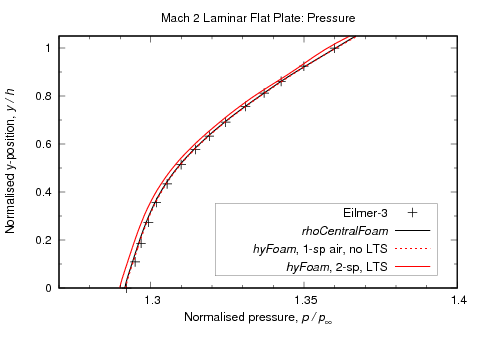 Mach 2 Laminar Flat Plate: Pressure
Normalised y-position, y / h
1
0.8
0.6
0.4
0.2
0
Eilmer-3
rhoCentralFoam
hyFoam, 1-sp air, no LTS
hyFoam, 2-sp, LTS
1.3
1.35
1.4
Normalised pressure, p / p∞